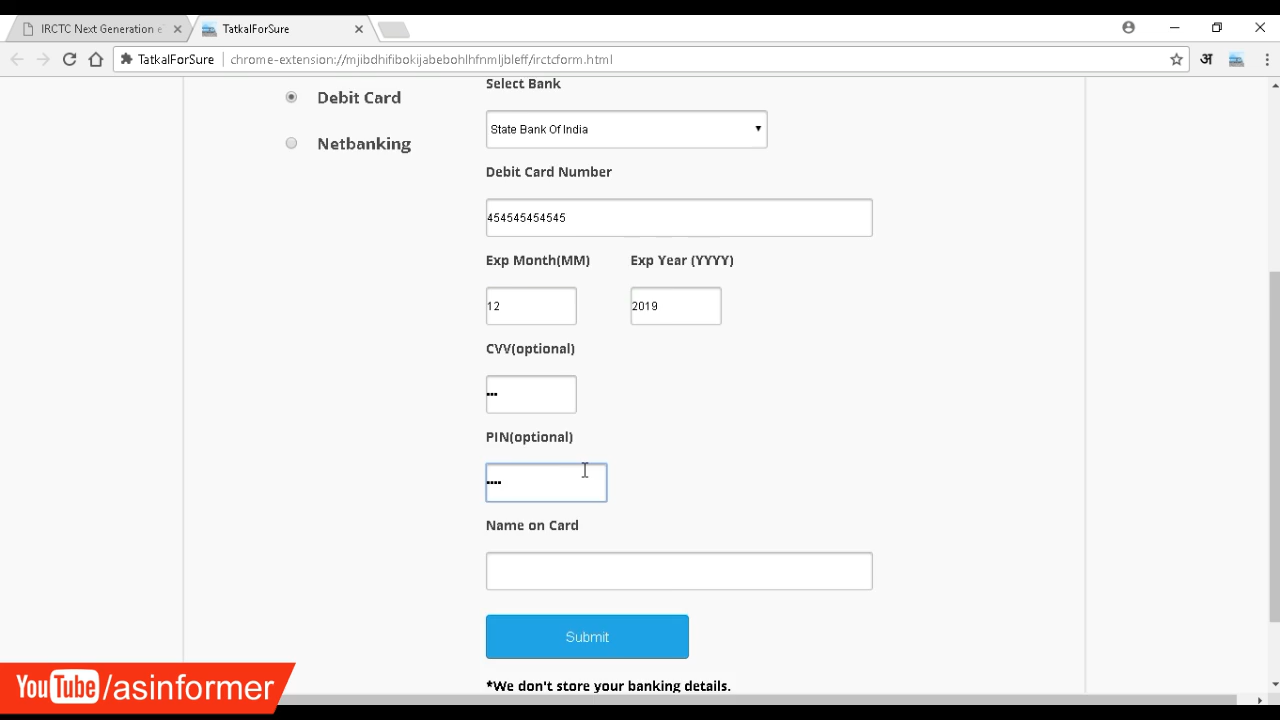 IRCTC Next Generation e
TatkalForSure
TatkalForSure chrome-extension://mjibdhifibokijabebohlhfnmljbleff/irctcform.html
अ
Debit Card
Netbanking
Select Bank
State Bank Of India
Debit Card Number
454545454545
Exp Month(MM) Exp Year (YYYY)
12 2019
CVV(optional)
•••
PIN(optional)
••••
Name on Card
Submit
*We don't store your banking details.
YouTube/asinformer